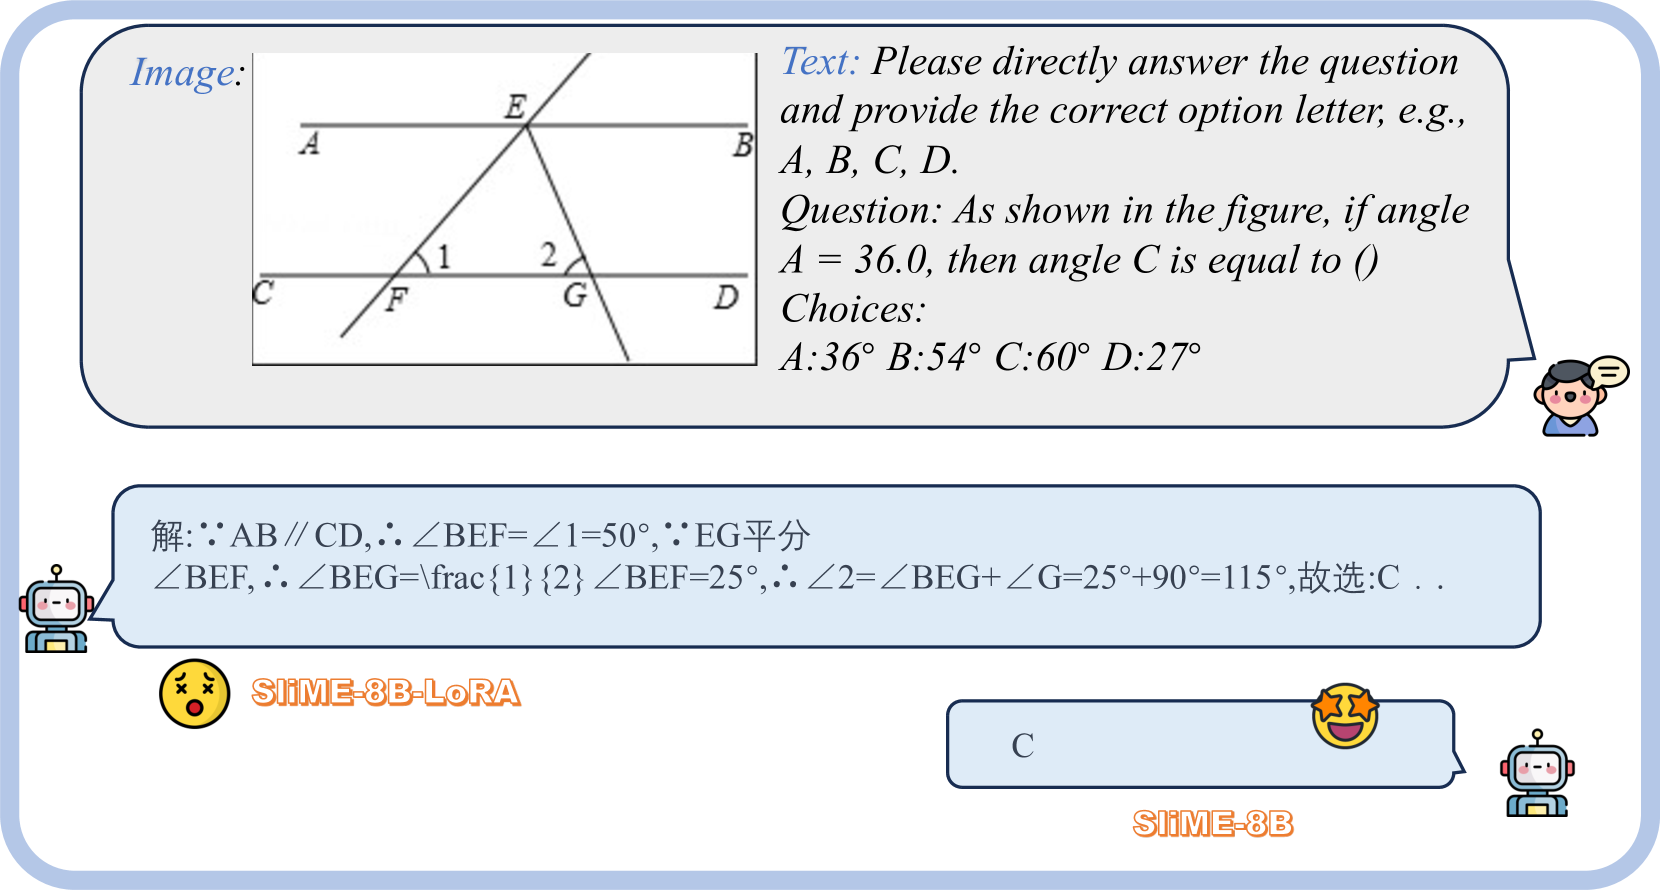 Image:
E
A
B
1
2
C
F
G
D
Text: Please directly answer the question
and provide the correct option letter, e.g.,
A, B, C, D.
Question: As shown in the figure, if angle
A = 36.0, then angle C is equal to ()
Choices:
A:36° B:54° C:60° D:27°
解:∵AB∥CD,∴∠BEF=∠1=50°,∵EG平分
∠BEF,∴∠BEG=\frac{1}{2}∠BEF=25°,∴∠2=∠BEG+∠G=25°+90°=115°,故选:C . .
SliME-8B-LoRA
C
SliME-8B